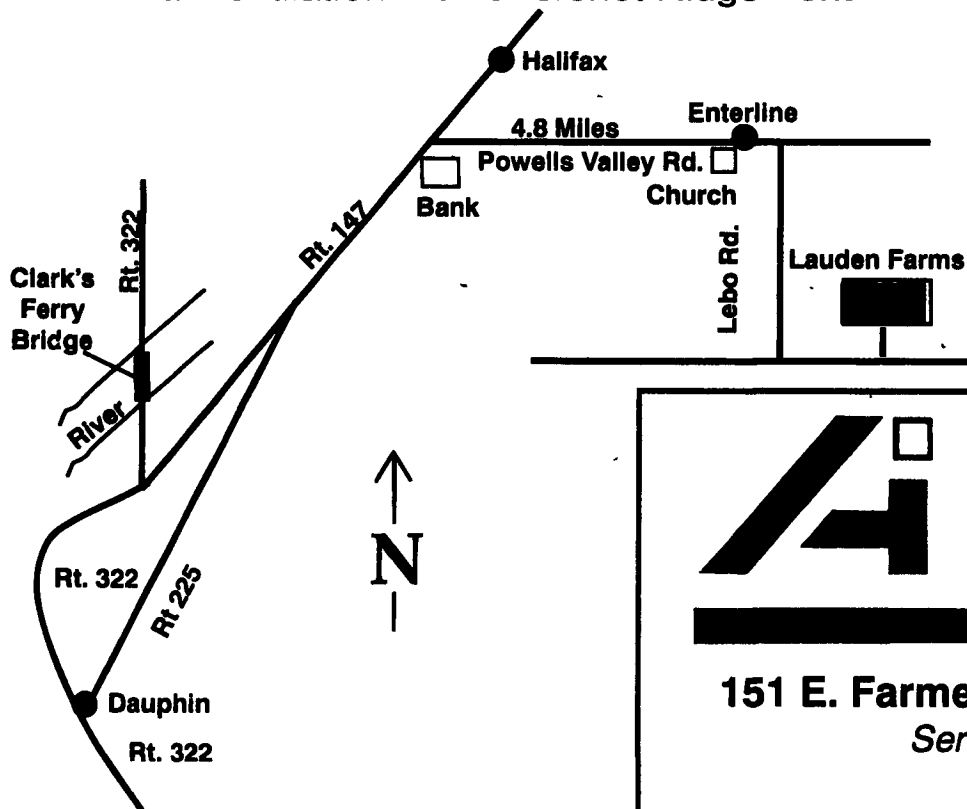 Halifax
Enterline
4.8 Miles
Powells Valley Rd.
Church
Bank
Rt. 147
Rt. 322
Clark's
Ferry
Bridge
River
Lebo Rd.
Lauden Farms
N
Rt. 322
Rt 225
Dauphin
Rt. 322
151 E. Farme
Ser